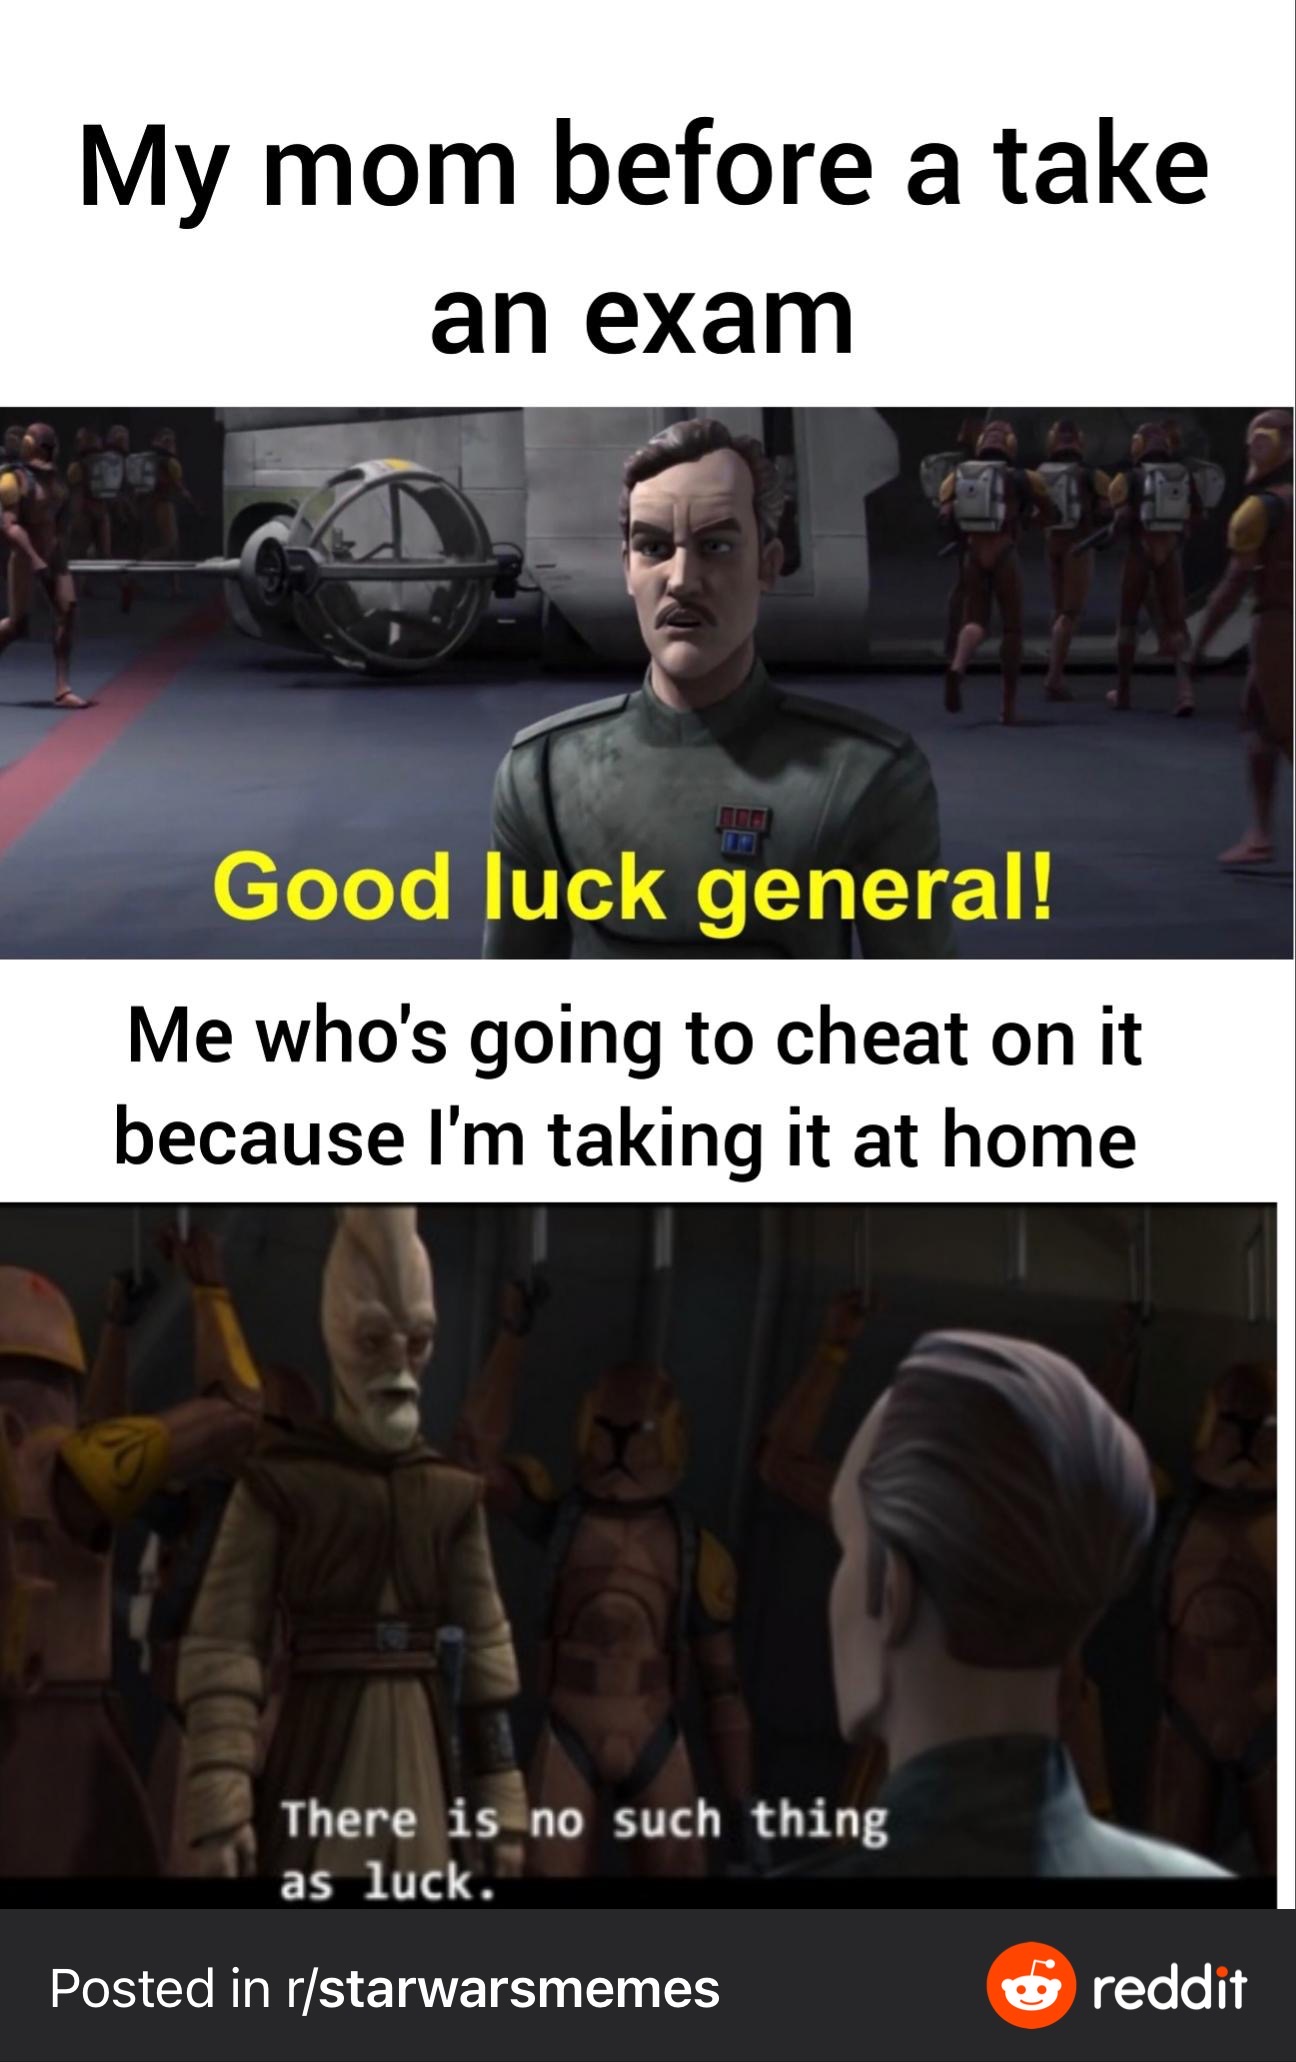 My mom before a take
an exam
Good luck general!
Me who's going to cheat on it
because I'm taking it at home
There is no such thing
as luck.
Posted in r/starwarsmemes
reddit